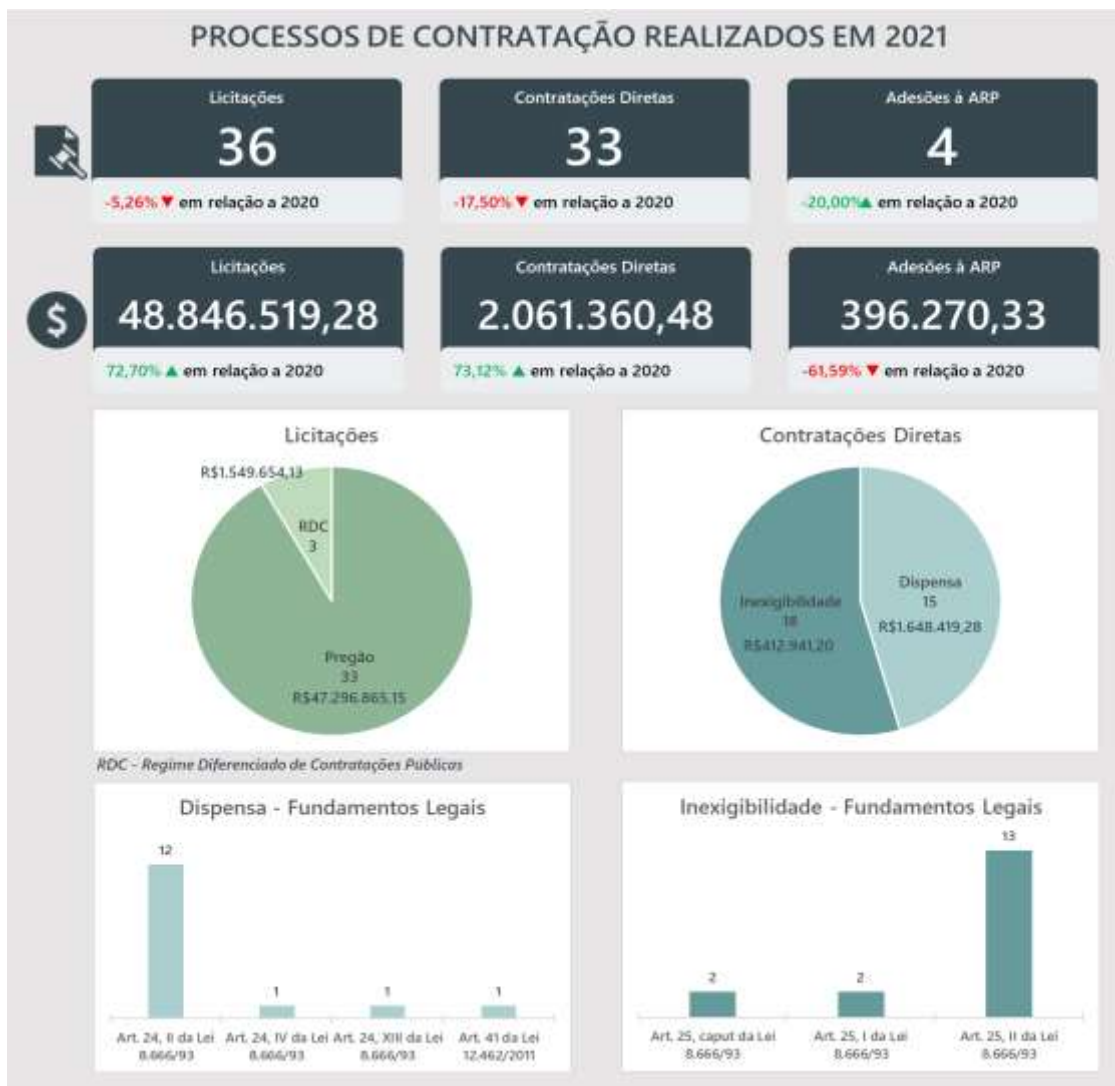 PROCESSOS DE CONTRATAÇÃO REALIZADOS EM 2021
Licitações
36
-5,26% ▼ em relação a 2020
Contratações Diretas
33
-17,50% ▼ em relação a 2020
Adesões à ARP
4
-20,00%▲ em relação a 2020
$
Licitações
48.846.519,28
72,70% ▲ em relação a 2020
Contratações Diretas
2.061.360,48
73,12% ▲ em relação a 2020
Adesões à ARP
396.270,33
-61,59% ▼ em relação a 2020
Licitações
R$1.549.654,13
RDC
3
Pregão
33
R$47.296.865,15
Contratações Diretas
Dispensa
15
R$1.648.419,28
Inexigibilidade
18
R$412.941,20
RDC - Regime Diferenciado de Contratações Públicas
Dispensa - Fundamentos Legais
12
1
1
1
Art. 24, II da Lei
8.666/93
Art. 24, IV da Lei
8.666/93
Art. 24, XIII da Lei
8.666/93
Art. 41 da Lei
12.462/2011
Inexigibilidade - Fundamentos Legais
2
2
13
Art. 25, caput da Lei
8.666/93
Art. 25, I da Lei
8.666/93
Art. 25, II da Lei
8.666/93